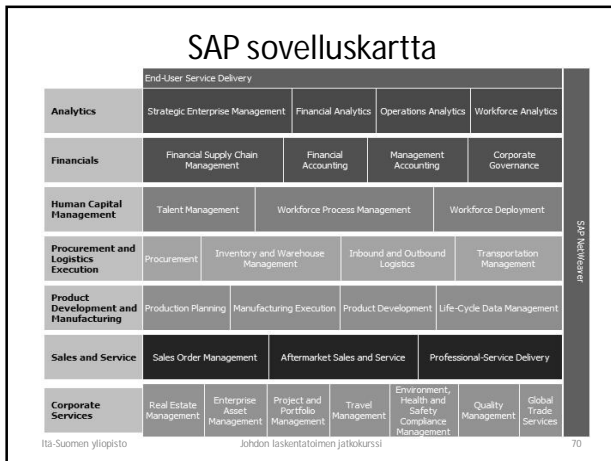 SAP sovelluskartta
End-User Service Delivery
Analytics
Strategic Enterprise Management
Financial Analytics
Operations Analytics
Workforce Analytics
Financials
Financial Supply Chain
Management
Financial
Accounting
Management
Accounting
Corporate
Governance
Human Capital
Management
Talent Management
Workforce Process Management
Workforce Deployment
Procurement and
Logistics
Execution
Procurement
Inventory and Warehouse
Management
Inbound and Outbound
Logistics
Transportation
Management
Product
Development and
Manufacturing
Production Planning
Manufacturing Execution
Product Development
Life-Cycle Data Management
Sales and Service
Sales Order Management
Aftermarket Sales and Service
Professional-Service Delivery
Corporate
Services
Real Estate
Management
Enterprise
Asset
Management
Project and
Portfolio
Management
Travel
Management
Environment,
Health and
Safety
Compliance
Management
Quality
Management
Global
Trade
Services
SAP NetWeaver
Itä-Suomen yliopisto
Johdon laskentatoimen jatkokurssi
70